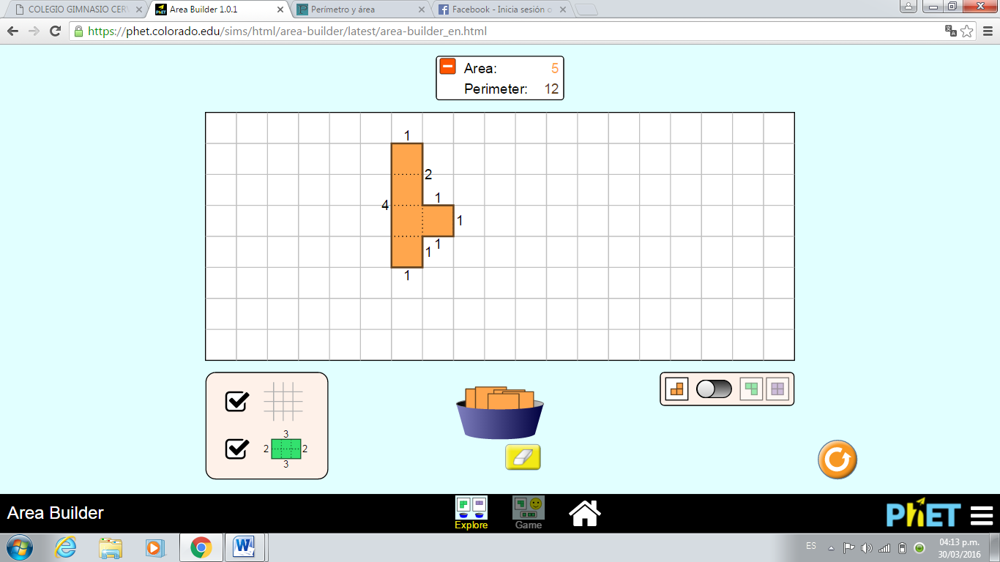 COLEGIO GIMNASIO CER
Area Builder 1.0.1
Perímetro y área
Facebook - Inicia sesión o
https://phet.colorado.edu/sims/html/area-builder/latest/area-builder_en.html
Area: 5
Perimeter: 12
1
2
1
4
1
1
1
1
3
2 2
3
Area Builder
Explore
Game
PhET
ES
04:13 p.m.
30/03/2016